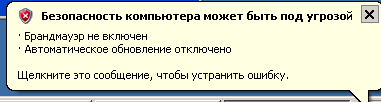 Безопасность компьютера может быть под угрозой
· Брандмауэр не включен
· Автоматическое обновление отключено
Щелкните это сообщение, чтобы устранить ошибку.